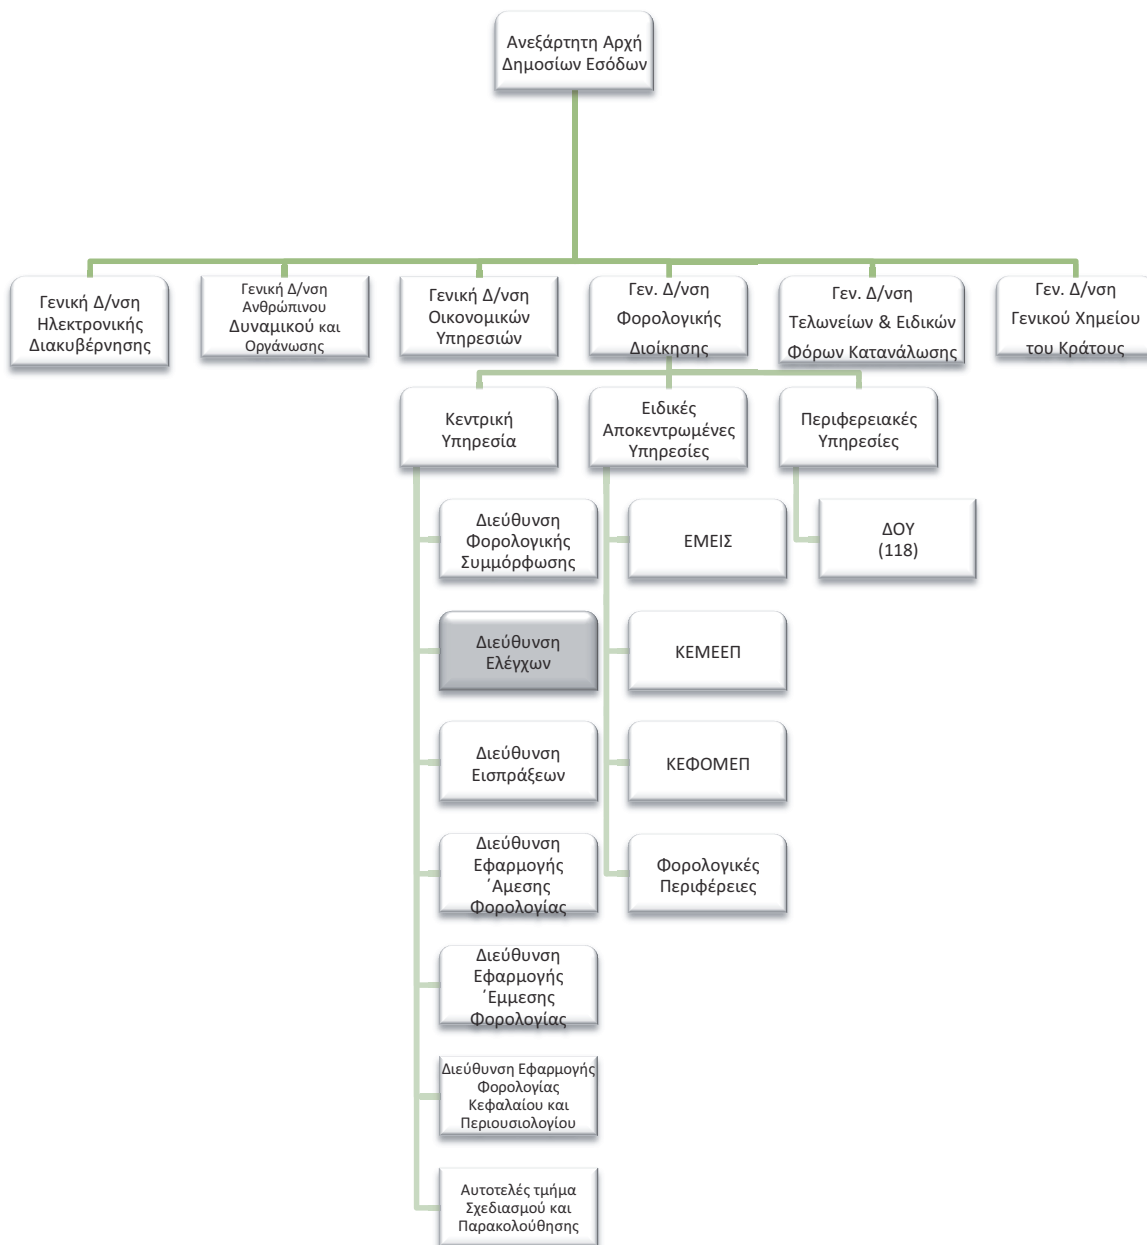 Ανεξάρτητη Αρχή
Δημοσίων Εσόδων
Γενική Δ/νση
Ηλεκτρονικής
Διακυβέρνησης
Γενική Δ/νση
Ανθρώπινου
Δυναμικού και
Οργάνωσης
Γενική Δ/νση
Οικονομικών
Υπηρεσιών
Γεν. Δ/νση
Φορολογικής
Διοίκησης
Γεν. Δ/νση
Τελωνείων & Ειδικών
Φόρων Κατανάλωσης
Γεν. Δ/νση
Γενικού Χημείου
του Κράτους
Κεντρική
Υπηρεσία
Ειδικές
Αποκεντρωμένες
Υπηρεσίες
Περιφερειακές
Υπηρεσίες
Διεύθυνση
Φορολογικής
Συμμόρφωσης
Διεύθυνση
Ελέγχων
Διεύθυνση
Εισπράξεων
Διεύθυνση
Εφαρμογής
΄Αμεσης
Φορολογίας
Διεύθυνση
Εφαρμογής
΄Εμμεσης
Φορολογίας
Διεύθυνση Εφαρμογής
Φορολογίας
Κεφαλαίου και
Περιουσιολογίου
Αυτοτελές τμήμα
Σχεδιασμού και
Παρακολούθησης
ΕΜΕΙΣ
ΚΕΜΕΕΠ
ΚΕΦΟΜΕΠ
Φορολογικές
Περιφέρειες
ΔΟΥ
(118)